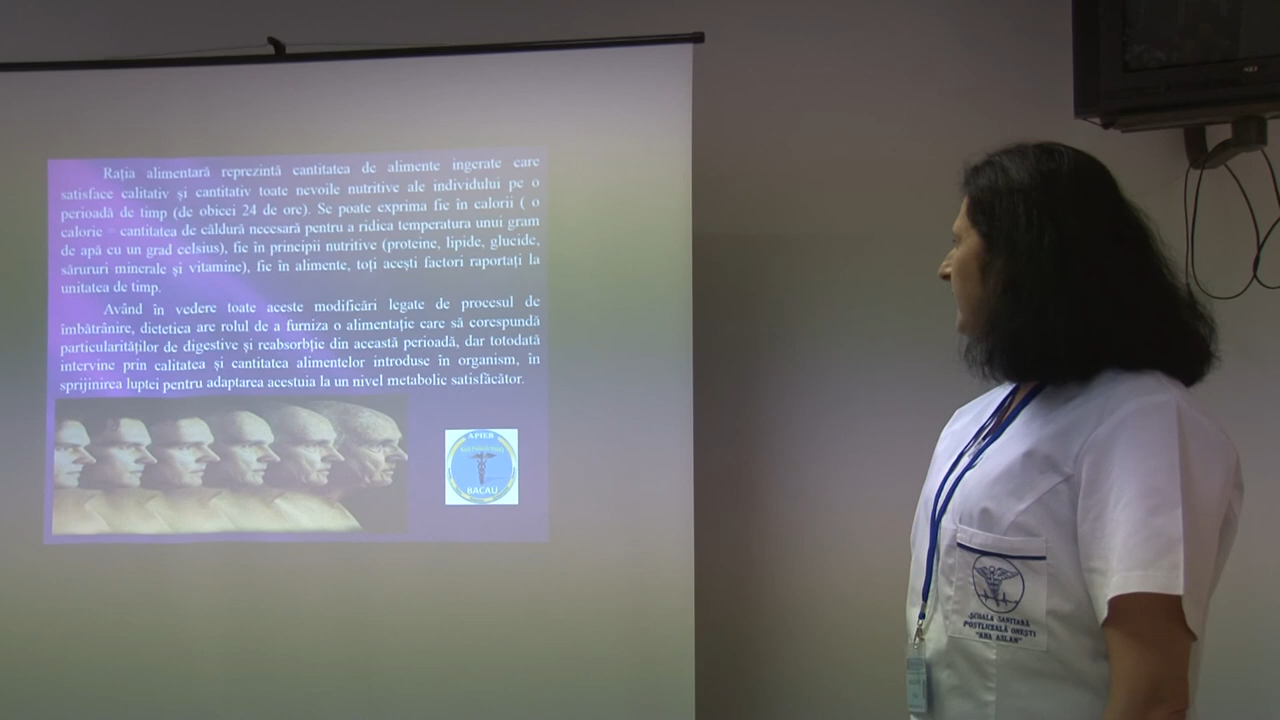 Rația alimentară reprezintă cantitatea de alimente ingerate care
satisface calitativ și cantitativ toate nevoile nutritive ale individului pe o
perioadă de timp (de obicei 24 de ore). Se poate exprima fie în calorii ( o
calorie = cantitatea de căldură necesară pentru a ridica temperatura unui gram
de apă cu un grad celsius), fie în principii nutritive (proteine, lipide, glucide,
sărururi minerale și vitamine), fie în alimente, toți acești factori raportați la
unitatea de timp.
Având în vedere toate aceste modificări legate de procesul de
îmbătrânire, dietetica are rolul de a furniza o alimentație care să corespundă
particularităților de digestive și reabsorbție din această perioadă, dar totodată
intervine prin calitatea și cantitatea alimentelor introduse în organism, în
sprijinirea luptei pentru adaptarea acestuia la un nivel metabolic satisfăcător.
APIEB
BACAU
ȘCOALA SANITARĂ
POSTLICEALĂ ONEȘTI
"ANA ASLAN"